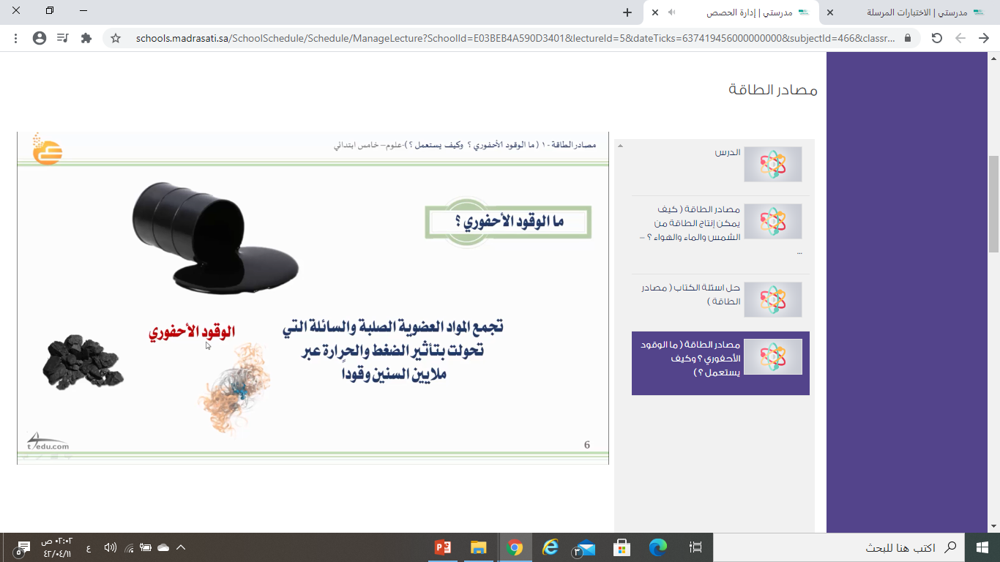 مدرستي | الاختبارات المرسلة
مدرستي | إدارة الحصص
schools.madrasati.sa/SchoolSchedule/Schedule/ManageLecture?SchoolId=E03BEB4A590D3401&lectureId=5&dateTicks=637419456000000000&subjectId=466&classr...
مصادر الطاقة
الدرس
مصادر الطاقة ( كيف
يمكن إنتاج الطاقة من
الشمس والماء والهواء ؟ –
...
حل اسئلة الكتاب ( مصادر
الطاقة )
مصادر الطاقة ( ما الوقود
الأحفوري ؟ وكيف
يستعمل ؟ )
مصادر الطاقة - ١ ( ما الوقود الأحفوري ؟ وكيف يستعمل ؟ )-علوم– خامس ابتدائي
ما الوقود الأحفوري ؟
تجمع المواد العضوية الصلبة والسائلة التي
تحولت بتأثير الضغط والحرارة عبر
ملايين السنين وقودًا
الوقود الأحفوري
t4edu.com
6
اكتب هنا للبحث
٣
ع
٠٢:٠٢ ص
٤٢/٠٤/١١
٥